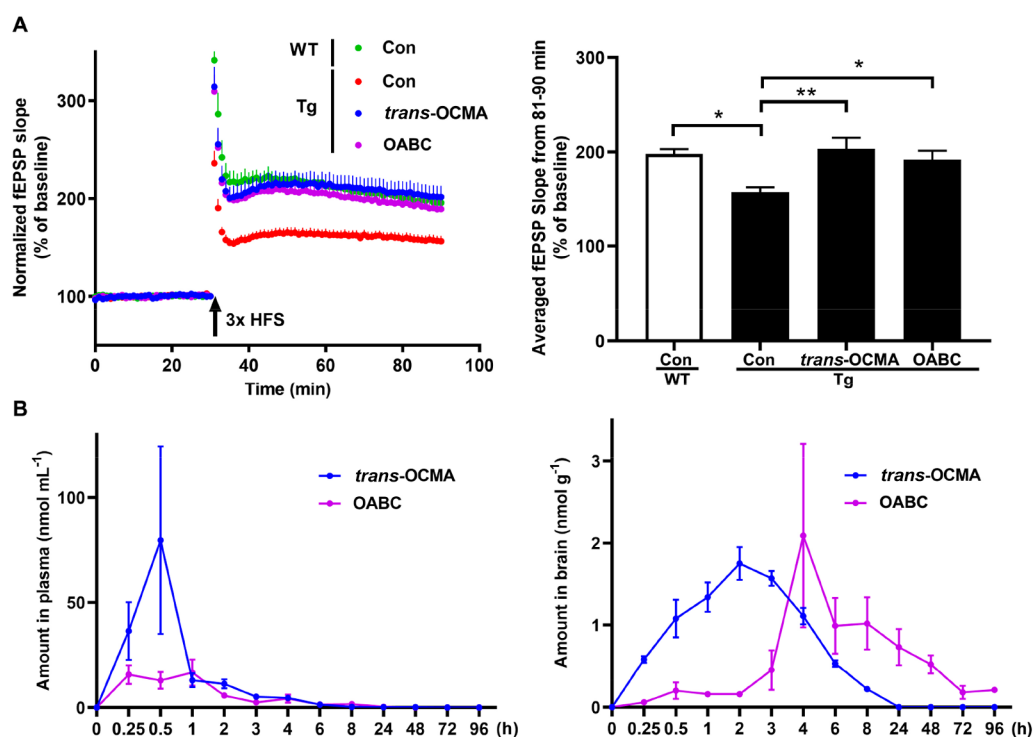 A
Normalized fEPSP slope
(% of baseline)
300
200
100
0
20
40
60
80
100
Time (min)
3x HFS
WT
Con
Tg
Con
trans-OCMA
OABC
Averaged fEPSP Slope from 81-90 min
(% of baseline)
300
200
100
0
*
**
*
Con
Con
trans-OCMA
OABC
WT
Tg
B
Amount in plasma (nmol mL⁻¹)
100
50
0
trans-OCMA
OABC
0 0.25 0.5 1 2 3 4 6 8 24 48 72 96 (h)
Amount in brain (nmol g⁻¹)
3
2
1
0
trans-OCMA
OABC
0 0.25 0.5 1 2 3 4 6 8 24 48 72 96 (h)